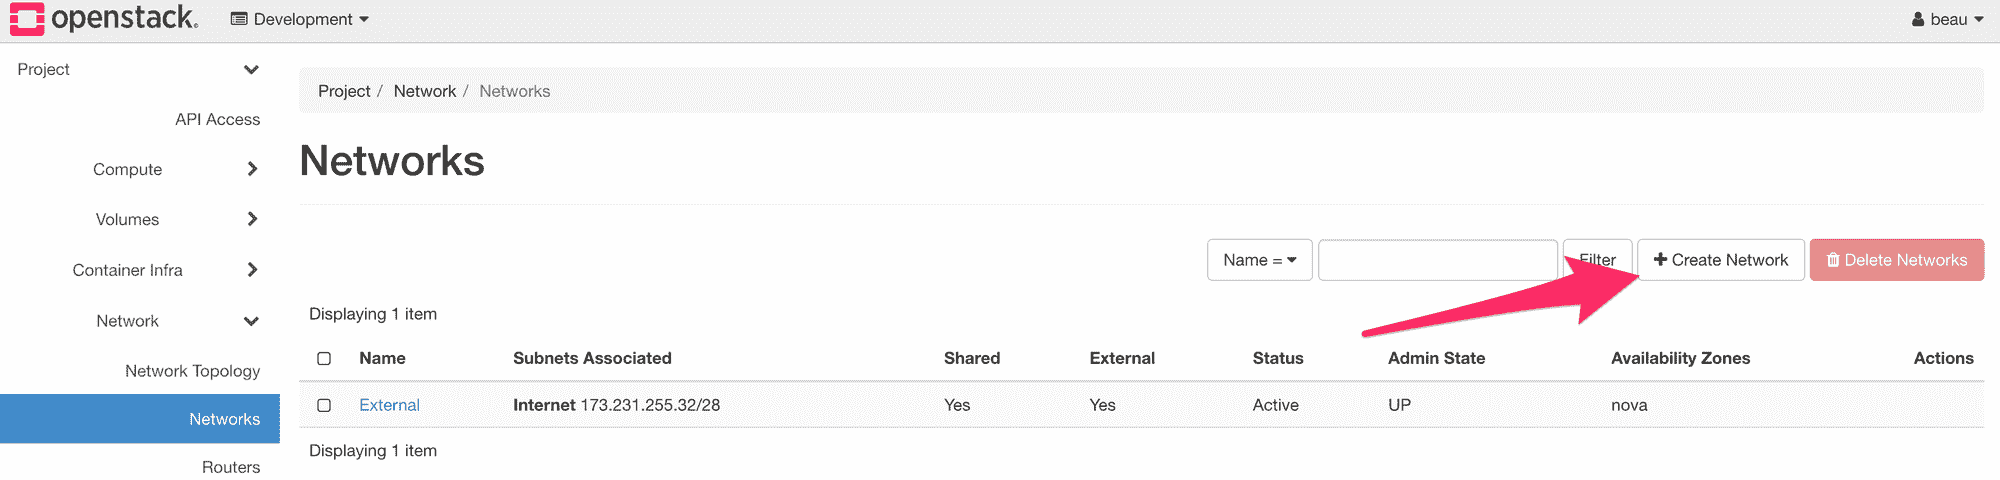 openstack. Development beau
Project
API Access
Compute
Volumes
Container Infra
Network
Network Topology
Networks
Routers
Project / Network / Networks
Networks
Name = Filter Create Network Delete Networks
Displaying 1 item
Name Subnets Associated Shared External Status Admin State Availability Zones Actions
External Internet 173.231.255.32/28 Yes Yes Active UP nova
Displaying 1 item